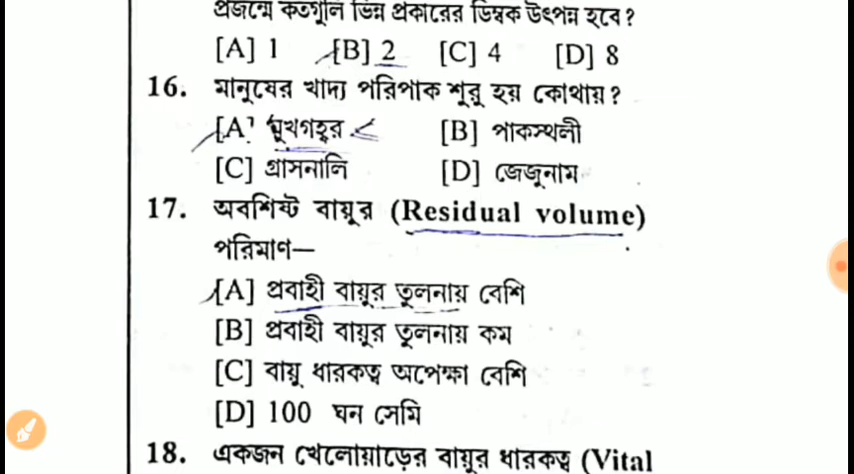 প্রজন্মে কতগুলি ভিন্ন প্রকারের ডিম্বক উৎপন্ন হবে?
[A] 1 [B] 2 [C] 4 [D] 8
16. মানুষের খাদ্য পরিপাক শুরু হয় কোথায়?
[A] মুখগহ্বর [B] পাকস্থলী
[C] গ্রাসনালি [D] জেজুনাম
17. অবশিষ্ট বায়ুর (Residual volume)
পরিমাণ—
[A] প্রবাহী বায়ুর তুলনায় বেশি
[B] প্রবাহী বায়ুর তুলনায় কম
[C] বায়ু ধারকত্ব অপেক্ষা বেশি
[D] 100 ঘন সেমি
18. একজন খেলোয়াড়ের বায়ুর ধারকত্ব (Vital